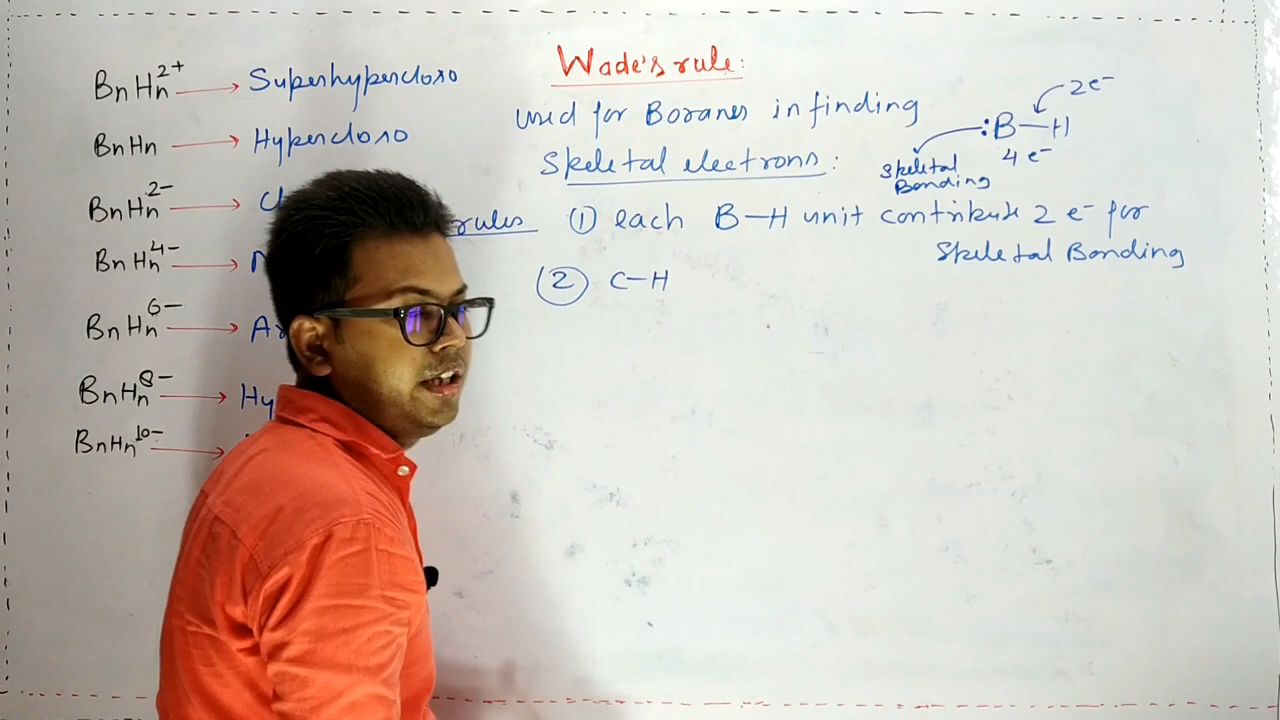 Wade's rule:
BnHn2+ → Superhypercloso
BnHn → Hypercloso
BnHn2-→
BnHn4- →
BnHn6- →
BnHn8- →
BnHn10- →
used for Boranes in finding
Skeletal electrons:
2e-
:B—H
4e-
Skeletal
Bonding
rules ① each B—H unit contribute 2 e- for
Skeletal Bonding
② C—H